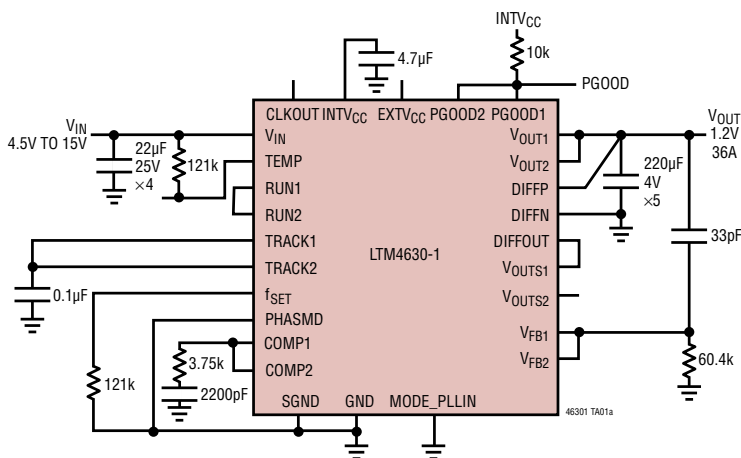 INTVCC
4.7µF
10k
PGOOD
CLKOUT INTVCC EXTVCC PGOOD2 PGOOD1
VIN
4.5V TO 15V
22µF
25V
×4
121k
VIN
TEMP
RUN1
RUN2
TRACK1
TRACK2
fSET
PHASMD
COMP1
COMP2
0.1µF
121k
3.75k
2200pF
LTM4630-1
SGND GND MODE_PLLIN
VOUT1
VOUT2
DIFFP
DIFFN
DIFFOUT
VOUTS1
VOUTS2
VFB1
VFB2
VOUT
1.2V
36A
220µF
4V
×5
33pF
60.4k
46301 TA01a